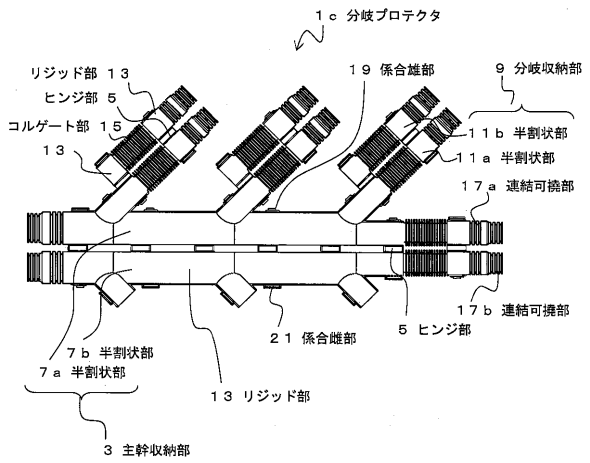 1c 分岐プロテクタ
リジッド部 13
19 係合雄部
9 分岐収納部
ヒンジ部 5
コルゲート部 15
11b 半割状部
13
11a 半割状部
17a 連結可撓部
17b 連結可撓部
5 ヒンジ部
21 係合雌部
7b 半割状部
7a 半割状部
13 リジッド部
3 主幹収納部